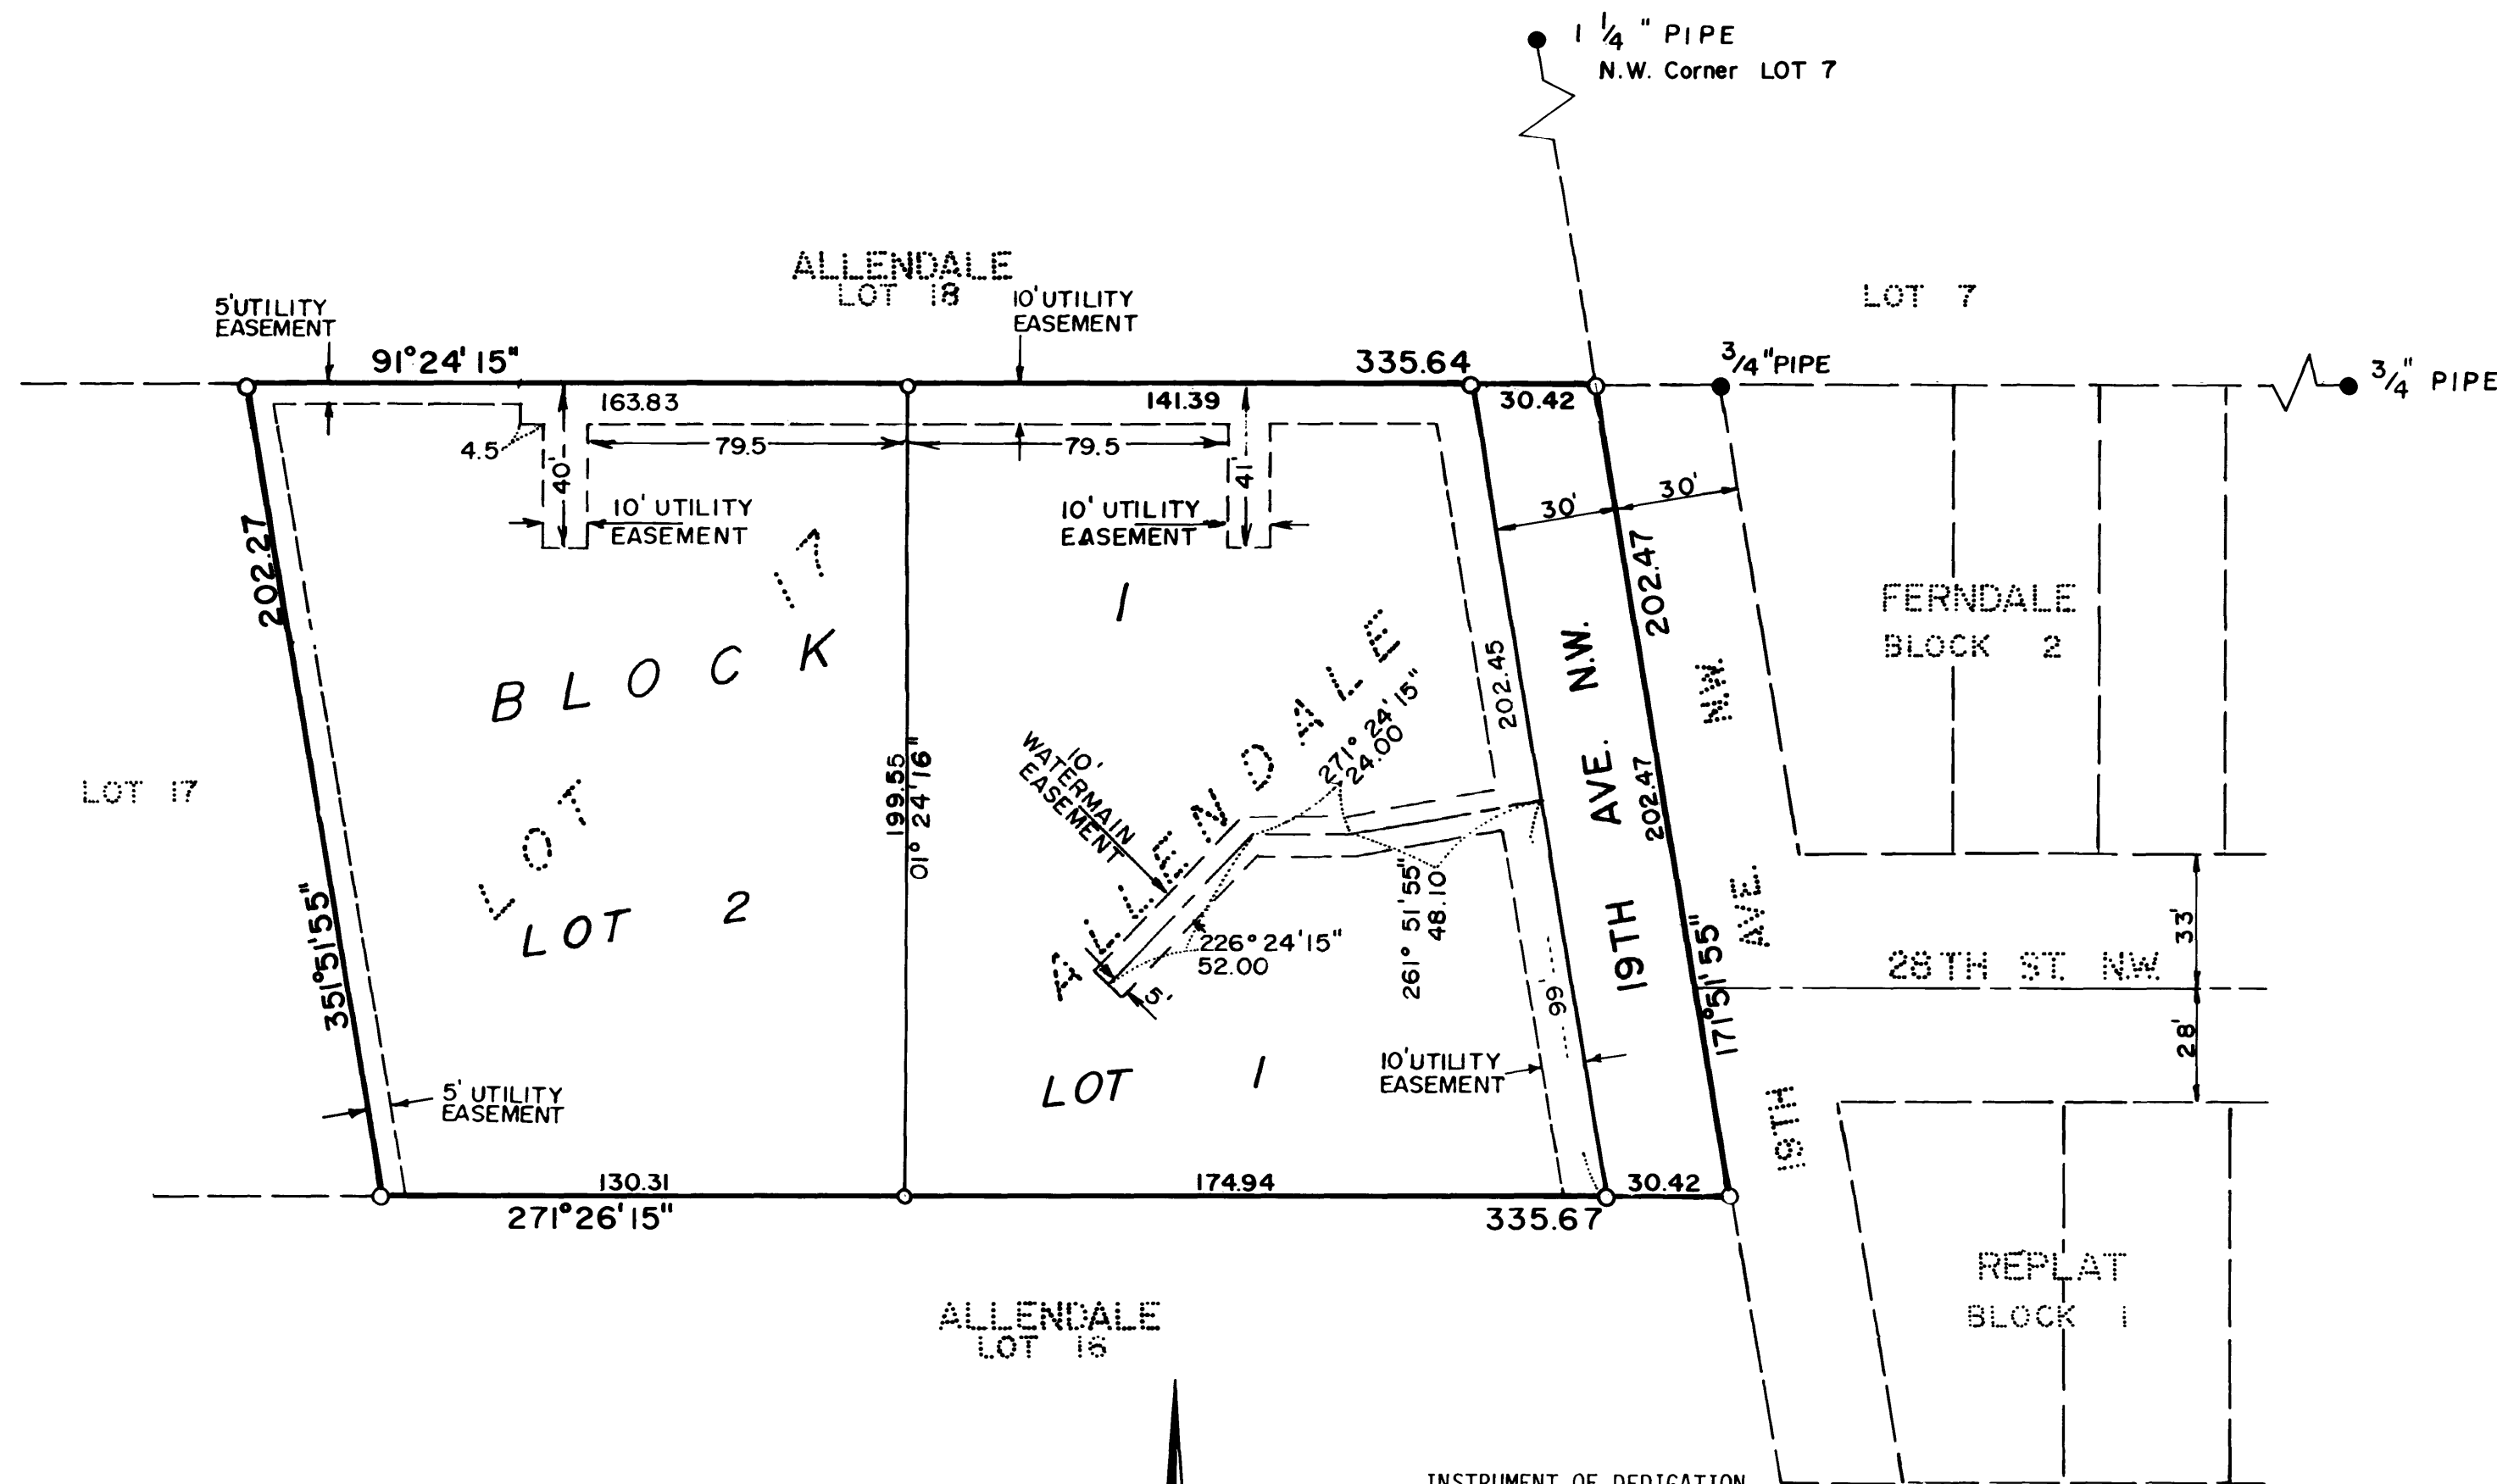 1 1/4 " PIPE
N.W. Corner LOT 7
ALLENDALE
LOT 18
5' UTILITY
EASEMENT
10' UTILITY
EASEMENT
LOT 7
91°24'15"
335.64
3/4" PIPE
3/4" PIPE
163.83
141.39
30.42
4.5
79.5
79.5
40'
41'
10' UTILITY
EASEMENT
10' UTILITY
EASEMENT
30'
30'
202.27
17
1
202.47
FERNDALE
BLOCK 2
BLOCK
202.45
N.W.
N.W.
ALLENDALE
271° 24' 15"
24.00
10'
WATERMAIN
EASEMENT
199.55
01° 24' 16"
AVE.
202.47
LOT 17
LOT
LOT 2
351°51'55"
226° 24' 15"
52.00
5'
261° 51' 55"
48.10
99'
19TH
AVE.
171°51'55"
33'
28TH ST. NW.
28'
10' UTILITY
EASEMENT
LOT 1
5' UTILITY
EASEMENT
19TH
130.31
174.94
30.42
271°26'15"
335.67
REPLAT
BLOCK 1
ALLENDALE
LOT 16
INSTRUMENT OF DEDICATION